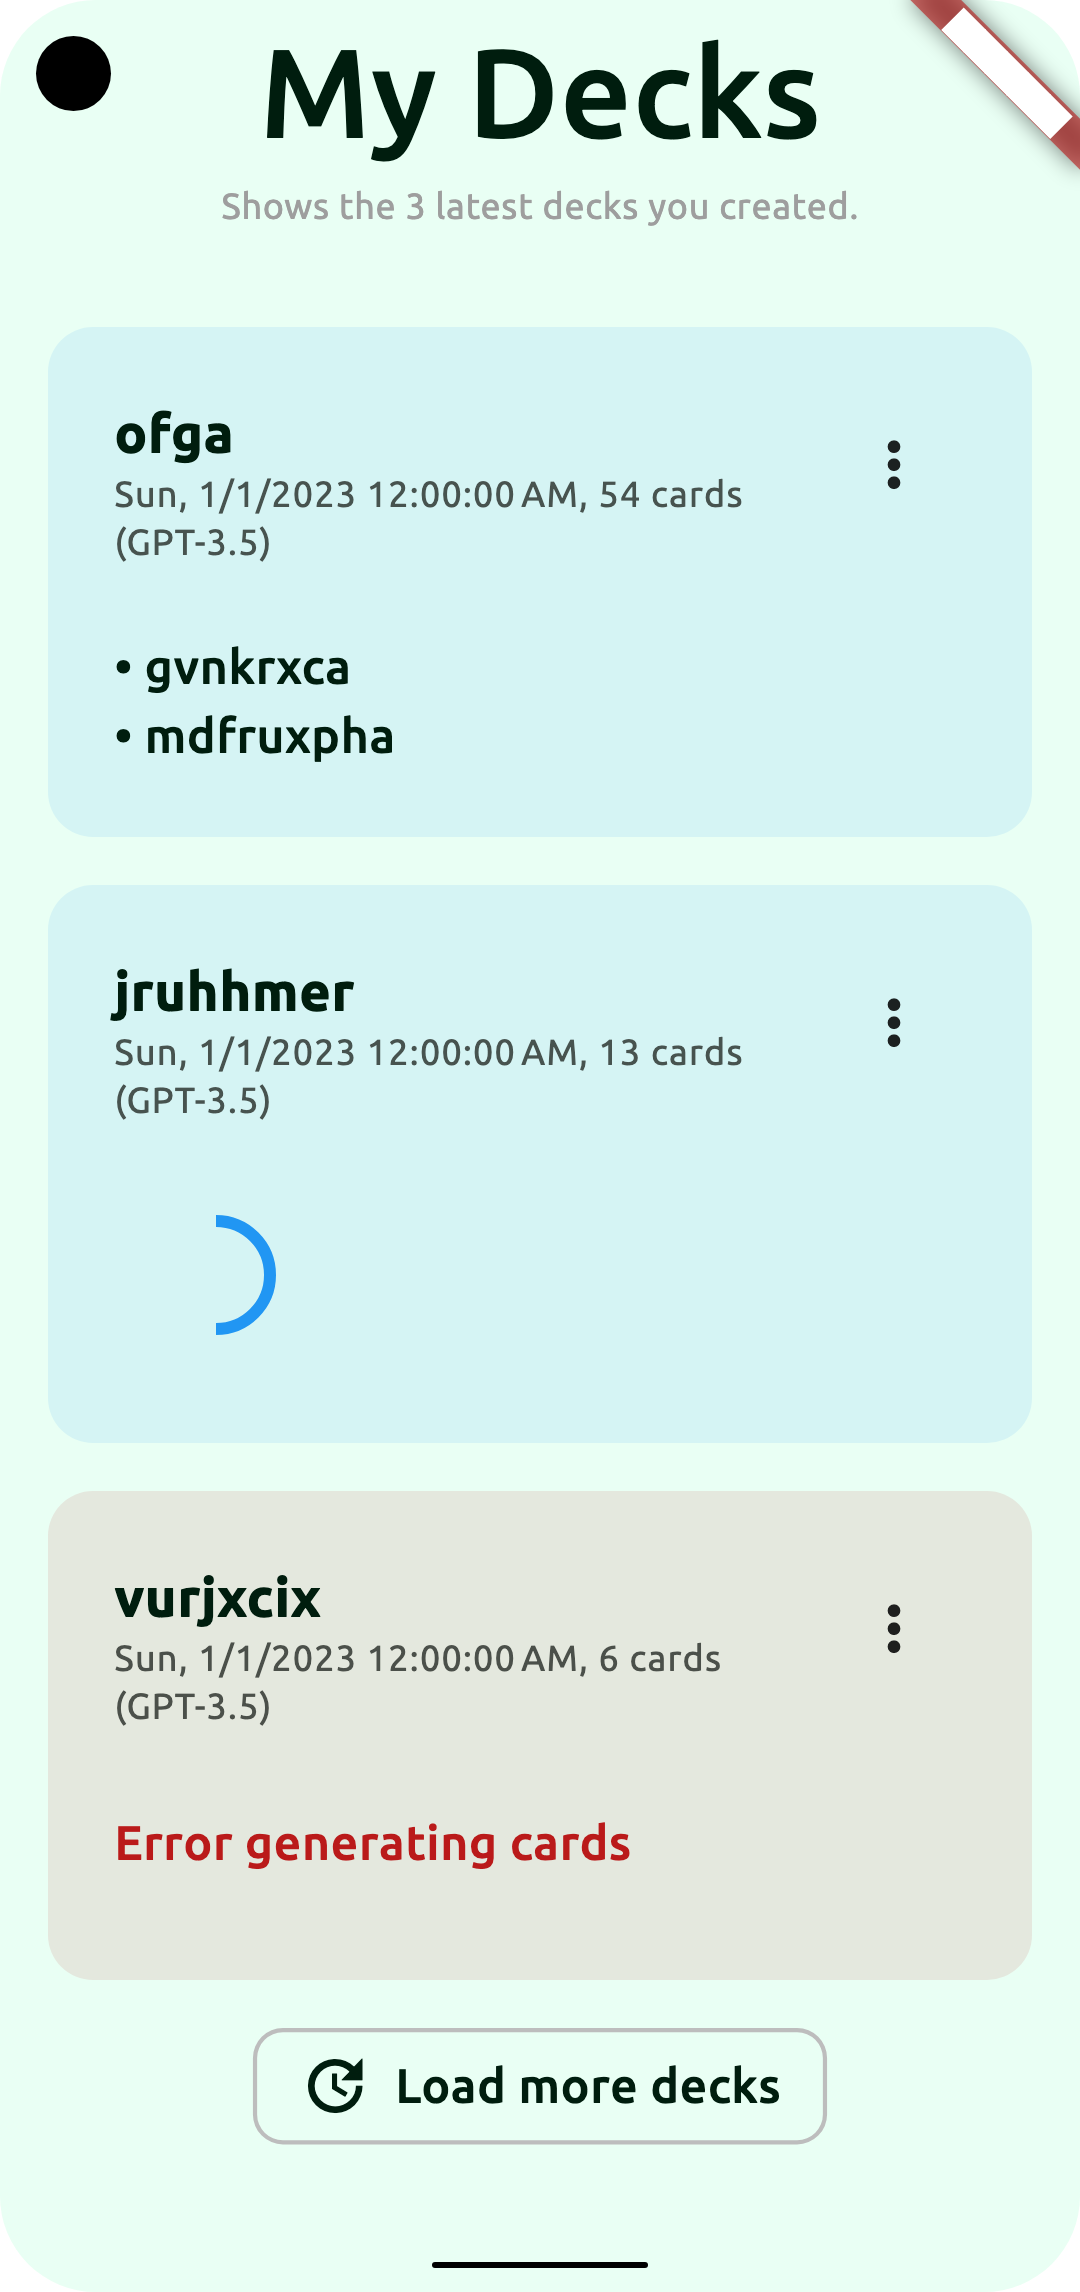 My Decks
Shows the 3 latest decks you created.
ofga
Sun, 1/1/2023 12:00:00 AM, 54 cards
(GPT-3.5)
• gvnkrxca
• mdfruxpha
jruhhmer
Sun, 1/1/2023 12:00:00 AM, 13 cards
(GPT-3.5)
vurjxcix
Sun, 1/1/2023 12:00:00 AM, 6 cards
(GPT-3.5)
Error generating cards
Load more decks